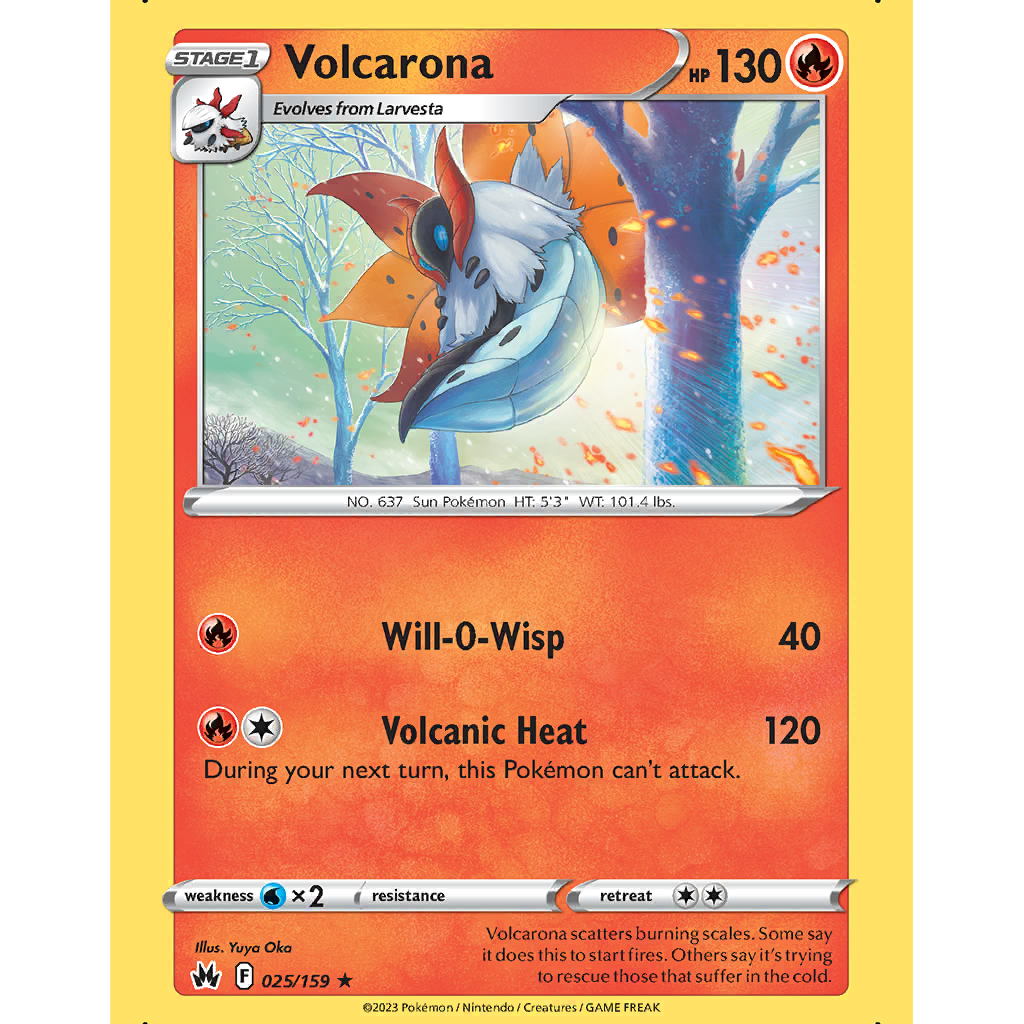 STAGE1 Volcarona HP 130
Evolves from Larvesta
NO. 637 Sun Pokémon HT: 5'3" WT: 101.4 lbs.
Will-O-Wisp 40
Volcanic Heat 120
During your next turn, this Pokémon can't attack.
weakness ×2 resistance retreat
Volcarona scatters burning scales. Some say
it does this to start fires. Others say it's trying
to rescue those that suffer in the cold.
Illus. Yuya Oka
F 025/159 ★
©2023 Pokémon / Nintendo / Creatures / GAME FREAK